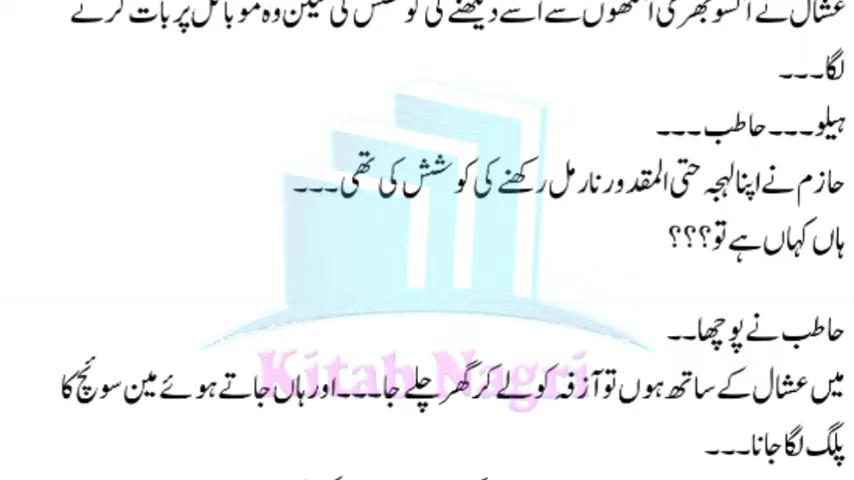 عشال نے آنسو بھری آنکھوں سے اسے دیکھنے کی کوشش کی لیکن وہ موبائل پر بات کرنے
لگا۔۔۔
ہیلو۔۔۔ حاطب۔۔۔
حازم نے اپنا لہجہ حتی المقدور نارمل رکھنے کی کوشش کی تھی۔۔۔
ہاں کہاں ہے تو؟؟؟
حاطب نے پوچھا۔۔
Kitab Nagri
میں عشال کے ساتھ ہوں تو آزفہ کو لے کر گھر چلے جا۔۔۔ اور ہاں جاتے ہوئے مین سوئچ کا
پلگ لگا جانا۔۔۔